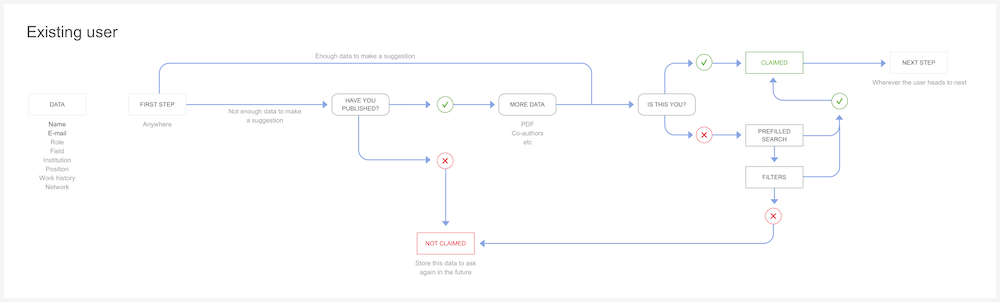 Existing user
Enough data to make a suggestion
CLAIMED
NEXT STEP
Wherever the user heads to next
DATA
FIRST STEP
HAVE YOU
PUBLISHED?
MORE DATA
IS THIS YOU?
Not enough data to make
a suggestion
Name
E-mail
Role
Field
Institution
Position
Work history
Network
Anywhere
PDF
Co-authors
etc
PREFILLED
SEARCH
FILTERS
NOT CLAIMED
Store this data to ask
again in the future